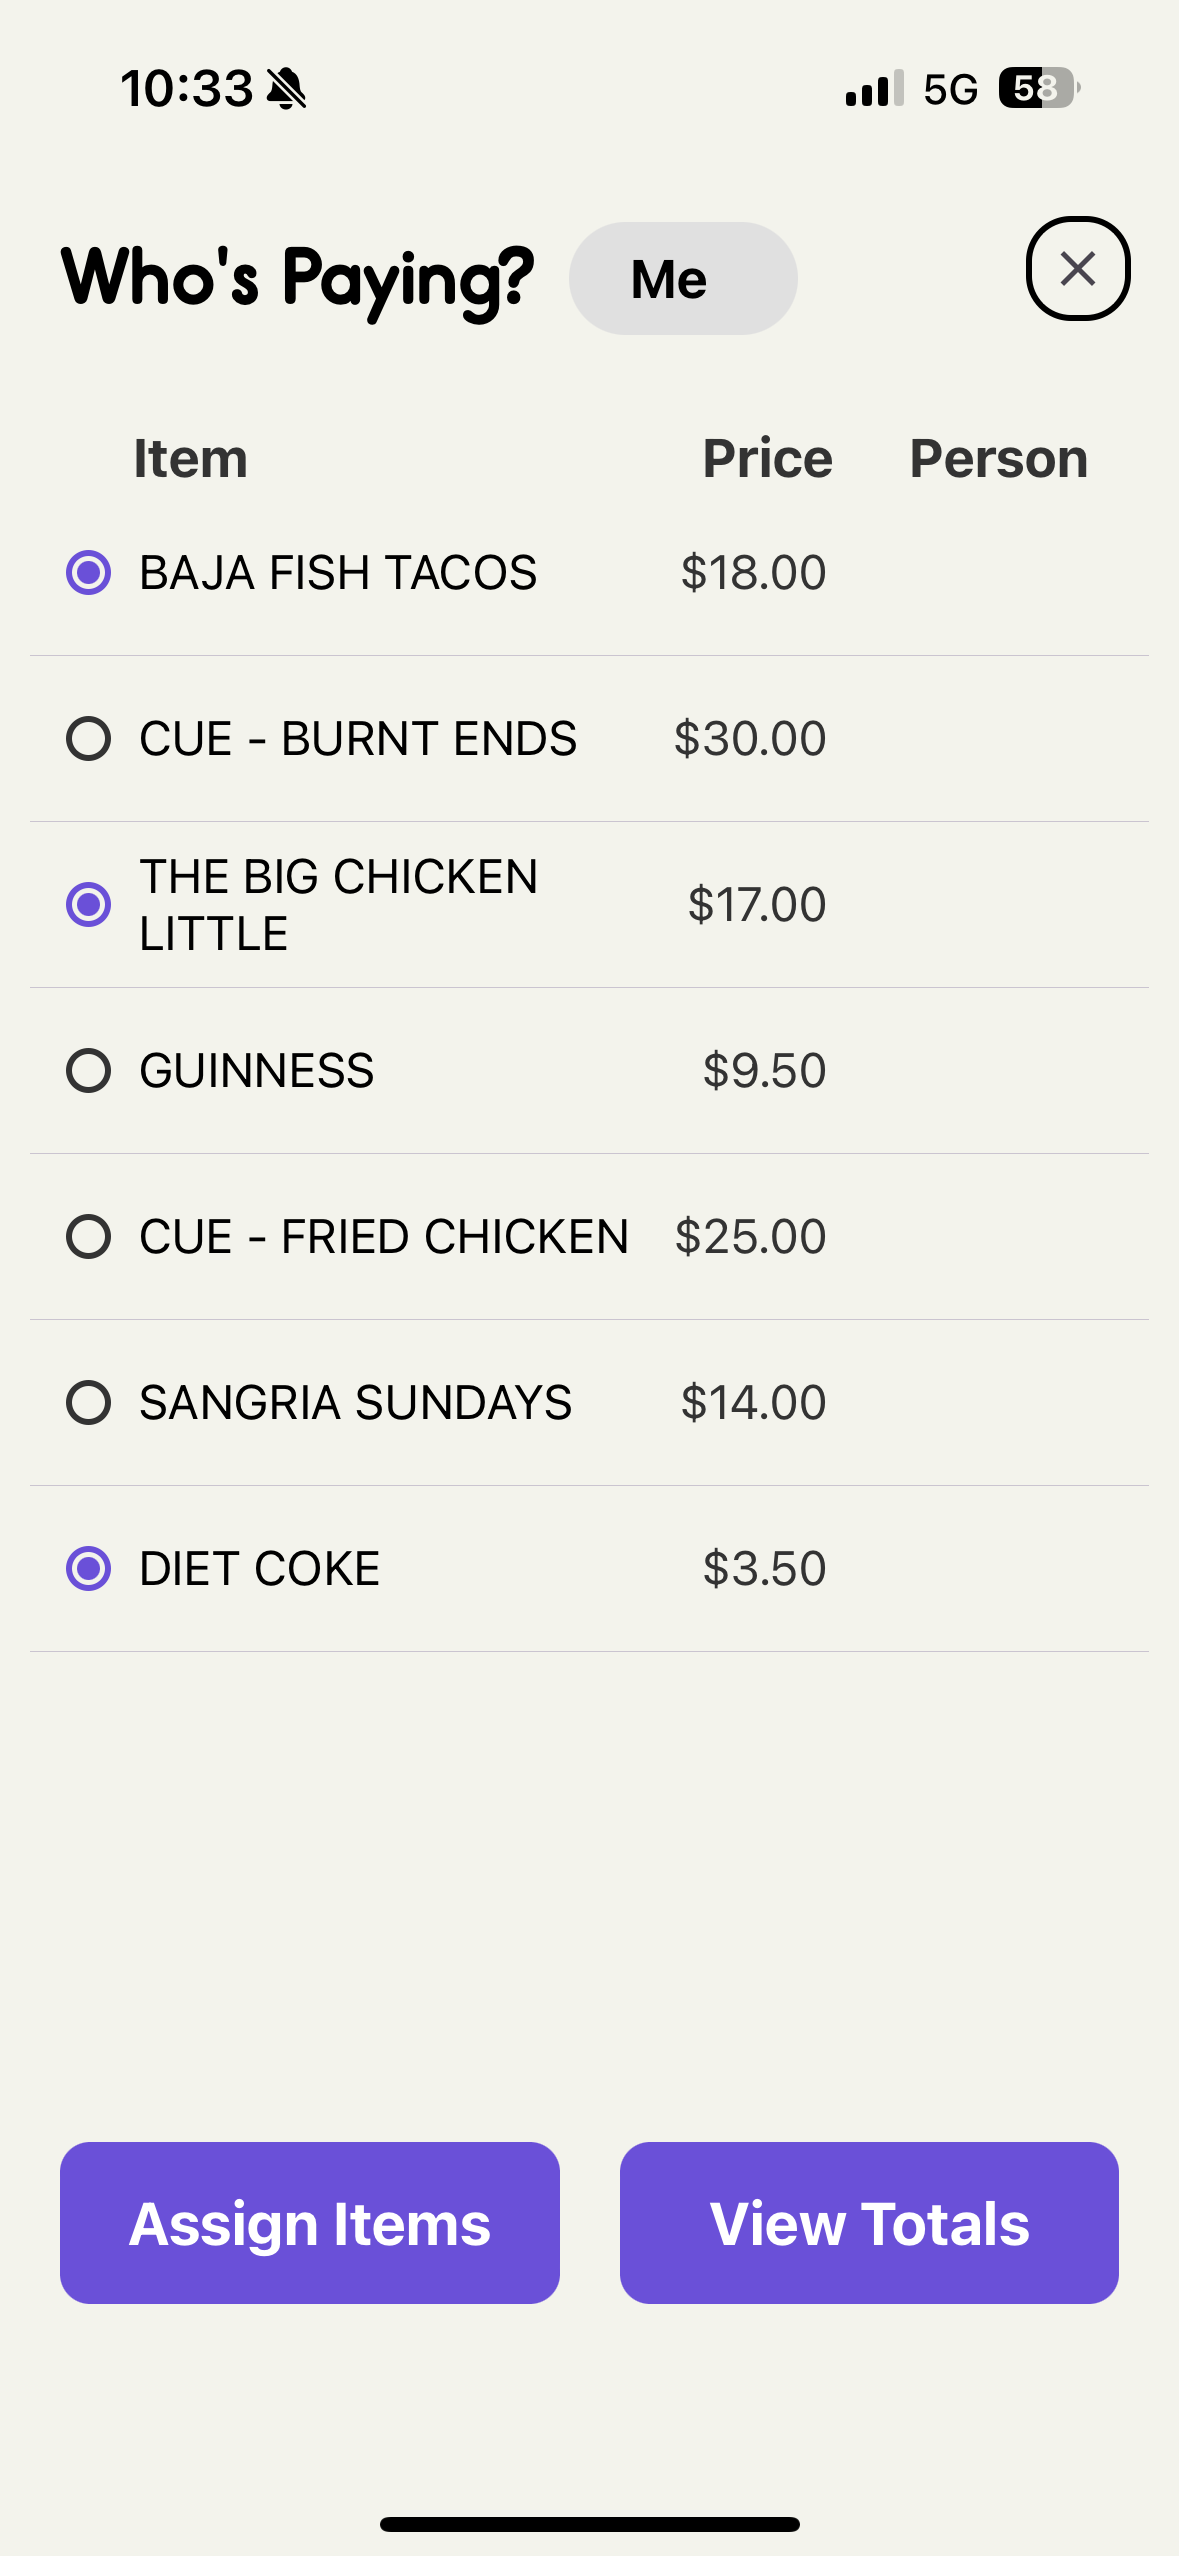 10:33 5G 58
Who's Paying? Me
Item Price Person
BAJA FISH TACOS $18.00
CUE - BURNT ENDS $30.00
THE BIG CHICKEN
LITTLE $17.00
GUINNESS $9.50
CUE - FRIED CHICKEN $25.00
SANGRIA SUNDAYS $14.00
DIET COKE $3.50
Assign Items View Totals